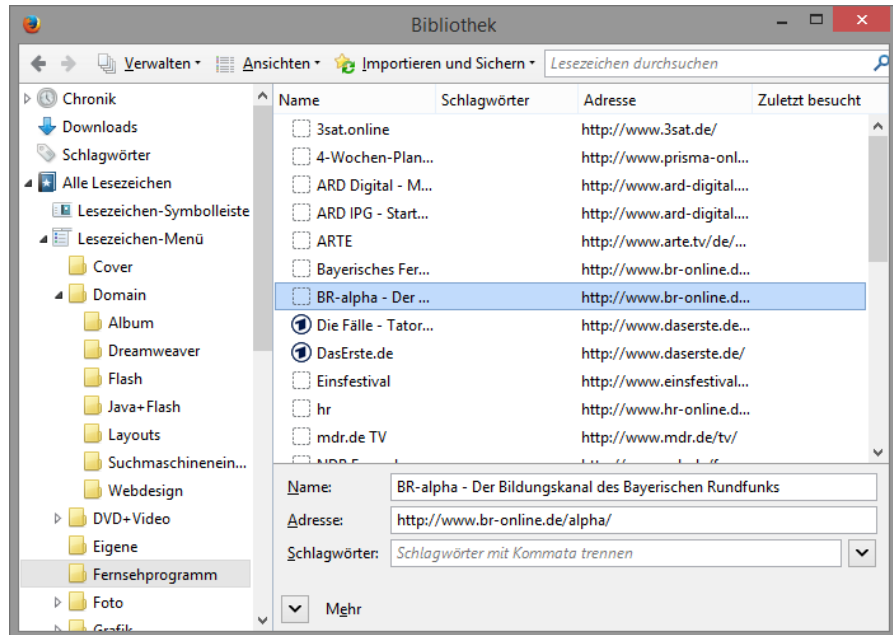 Bibliothek
Verwalten Ansichten Importieren und Sichern Lesezeichen durchsuchen
Chronik
Downloads
Schlagwörter
Alle Lesezeichen
Lesezeichen-Symbolleiste
Lesezeichen-Menü
Cover
Domain
Album
Dreamweaver
Flash
Java+Flash
Layouts
Suchmaschinenein...
Webdesign
DVD+Video
Eigene
Fernsehprogramm
Foto
Grafik
Name Schlagwörter Adresse Zuletzt besucht
3sat.online http://www.3sat.de/
4-Wochen-Plan... http://www.prisma-onl...
ARD Digital - M... http://www.ard-digital....
ARD IPG - Start... http://www.ard-digital....
ARTE http://www.arte.tv/de/...
Bayerisches Fer... http://www.br-online.d...
BR-alpha - Der ... http://www.br-online.d...
Die Fälle - Tator... http://www.daserste.de...
DasErste.de http://www.daserste.de/
Einsfestival http://www.einsfestival...
hr http://www.hr-online.d...
mdr.de TV http://www.mdr.de/tv/
Name: BR-alpha - Der Bildungskanal des Bayerischen Rundfunks
Adresse: http://www.br-online.de/alpha/
Schlagwörter: Schlagwörter mit Kommata trennen
Mehr